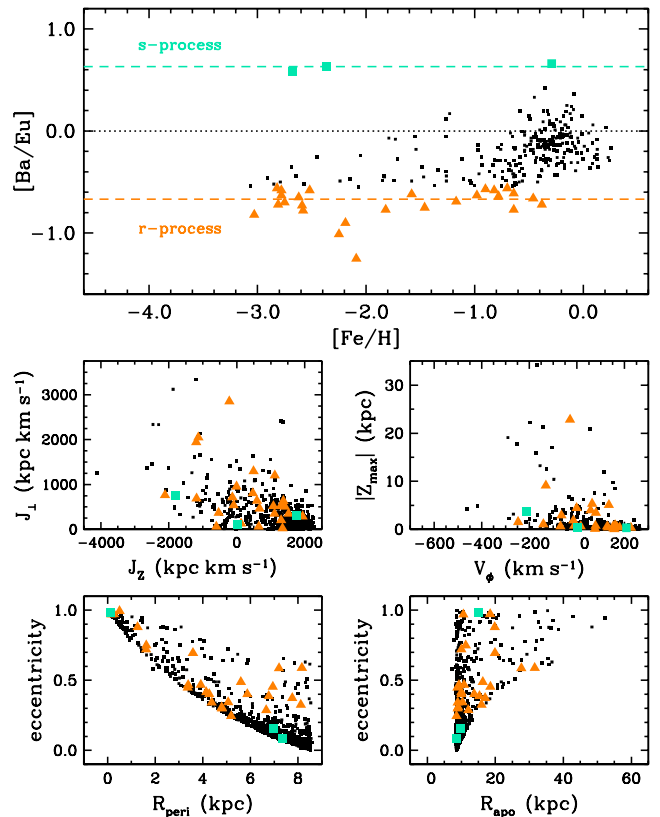 1.0
s−process
0.0
[Ba/Eu]
r−process
−1.0
−4.0 −3.0 −2.0 −1.0 0.0
[Fe/H]
3000
2000
1000
0
J⊥ (kpc km s⁻¹)
−4000 −2000 0 2000
J_Z (kpc km s⁻¹)
30
20
10
0
|Z_max| (kpc)
−600 −400 −200 0 200
V_ϕ (km s⁻¹)
1.0
0.5
0.0
eccentricity
0 2 4 6 8
R_peri (kpc)
1.0
0.5
0.0
eccentricity
0 20 40 60
R_apo (kpc)